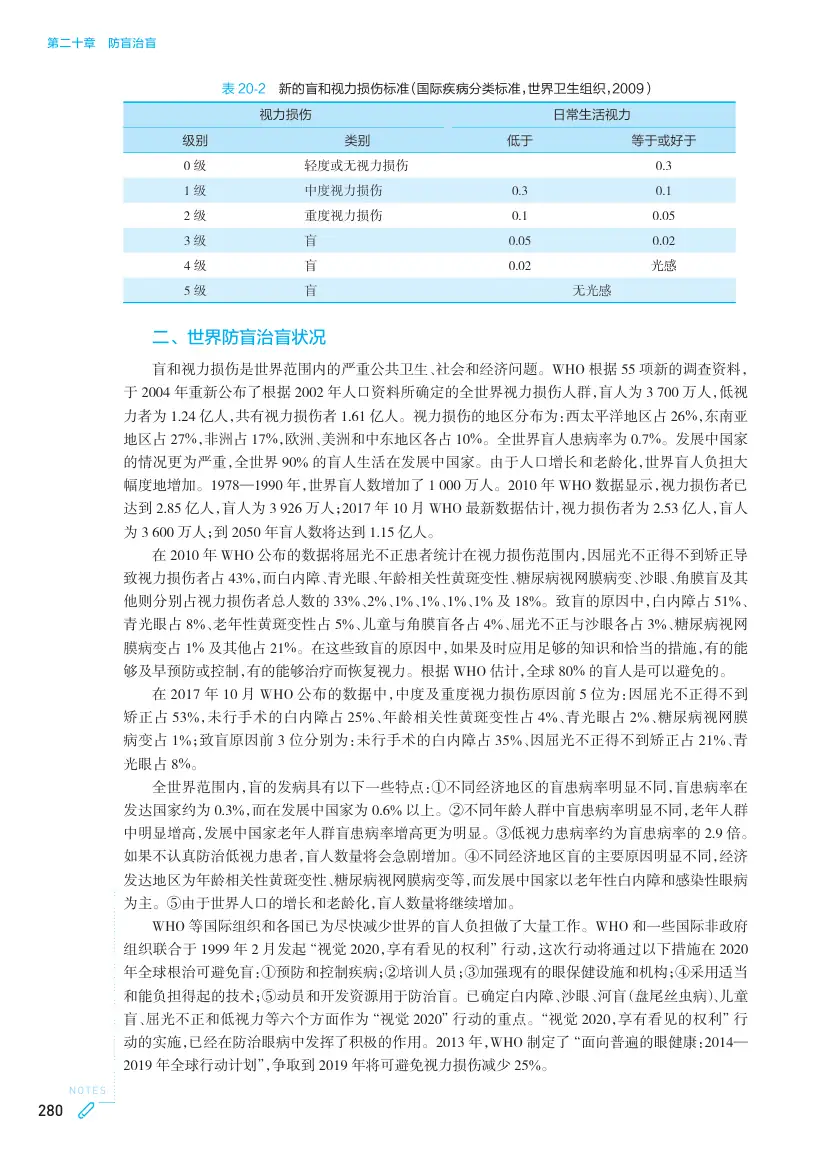 第二十章　防盲治盲
表 20-2　新的盲和视力损伤标准（国际疾病分类标准，世界卫生组织，2009）
视力损伤　日常生活视力
级别　类别　低于　等于或好于
0 级　轻度或无视力损伤　0.3
1 级　中度视力损伤　0.3　0.1
2 级　重度视力损伤　0.1　0.05
3 级　盲　0.05　0.02
4 级　盲　0.02　光感
5 级　盲　无光感
二、世界防盲治盲状况
盲和视力损伤是世界范围内的严重公共卫生、社会和经济问题。WHO 根据 55 项新的调查资料，
于 2004 年重新公布了根据 2002 年人口资料所确定的全世界视力损伤人群，盲人为 3 700 万人，低视
力者为 1.24 亿人，共有视力损伤者 1.61 亿人。视力损伤的地区分布为：西太平洋地区占 26%，东南亚
地区占 27%，非洲占 17%，欧洲、美洲和中东地区各占 10%。全世界盲人患病率为 0.7%。发展中国家
的情况更为严重，全世界 90% 的盲人生活在发展中国家。由于人口增长和老龄化，世界盲人负担大
幅度地增加。1978—1990 年，世界盲人数增加了 1 000 万人。2010 年 WHO 数据显示，视力损伤者已
达到 2.85 亿人，盲人为 3 926 万人；2017 年 10 月 WHO 最新数据估计，视力损伤者为 2.53 亿人，盲人
为 3 600 万人；到 2050 年盲人数将达到 1.15 亿人。
在 2010 年 WHO 公布的数据将屈光不正患者统计在视力损伤范围内，因屈光不正得不到矫正导
致视力损伤者占 43%，而白内障、青光眼、年龄相关性黄斑变性、糖尿病视网膜病变、沙眼、角膜盲及其
他则分别占视力损伤者总人数的 33%、2%、1%、1%、1%、1% 及 18%。致盲的原因中，白内障占 51%、
青光眼占 8%、老年性黄斑变性占 5%、儿童与角膜盲各占 4%、屈光不正与沙眼各占 3%、糖尿病视网
膜病变占 1% 及其他占 21%。在这些致盲的原因中，如果及时应用足够的知识和恰当的措施，有的能
够及早预防或控制，有的能够治疗而恢复视力。根据 WHO 估计，全球 80% 的盲人是可以避免的。
在 2017 年 10 月 WHO 公布的数据中，中度及重度视力损伤原因前 5 位为：因屈光不正得不到
矫正占 53%，未行手术的白内障占 25%、年龄相关性黄斑变性占 4%、青光眼占 2%、糖尿病视网膜
病变占 1%；致盲原因前 3 位分别为：未行手术的白内障占 35%、因屈光不正得不到矫正占 21%、青
光眼占 8%。
全世界范围内，盲的发病具有以下一些特点：①不同经济地区的盲患病率明显不同，盲患病率在
发达国家约为 0.3%，而在发展中国家为 0.6% 以上。②不同年龄人群中盲患病率明显不同，老年人群
中明显增高，发展中国家老年人群盲患病率增高更为明显。③低视力患病率约为盲患病率的 2.9 倍。
如果不认真防治低视力患者，盲人数量将会急剧增加。④不同经济地区盲的主要原因明显不同，经济
发达地区为年龄相关性黄斑变性、糖尿病视网膜病变等，而发展中国家以老年性白内障和感染性眼病
为主。⑤由于世界人口的增长和老龄化，盲人数量将继续增加。
WHO 等国际组织和各国已为尽快减少世界的盲人负担做了大量工作。WHO 和一些国际非政府
组织联合于 1999 年 2 月发起 “视觉 2020，享有看见的权利” 行动，这次行动将通过以下措施在 2020
年全球根治可避免盲：①预防和控制疾病；②培训人员；③加强现有的眼保健设施和机构；④采用适当
和能负担得起的技术；⑤动员和开发资源用于防治盲。已确定白内障、沙眼、河盲（盘尾丝虫病）、儿童
盲、屈光不正和低视力等六个方面作为 “视觉 2020” 行动的重点。“视觉 2020，享有看见的权利” 行
动的实施，已经在防治眼病中发挥了积极的作用。2013 年，WHO 制定了 “面向普遍的眼健康：2014—
2019 年全球行动计划”，争取到 2019 年将可避免视力损伤减少 25%。
NOTES
280